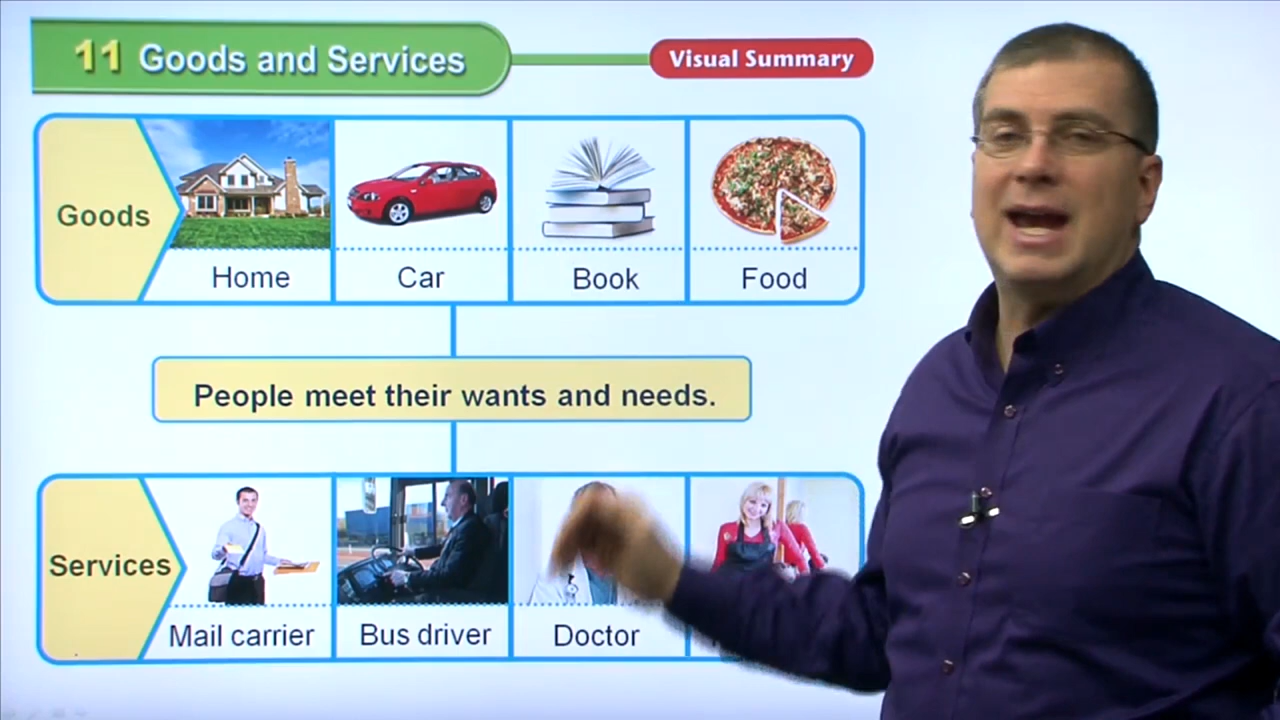 11 Goods and Services
Visual Summary
Goods
Home
Car
Book
Food
People meet their wants and needs.
Services
Mail carrier
Bus driver
Doctor